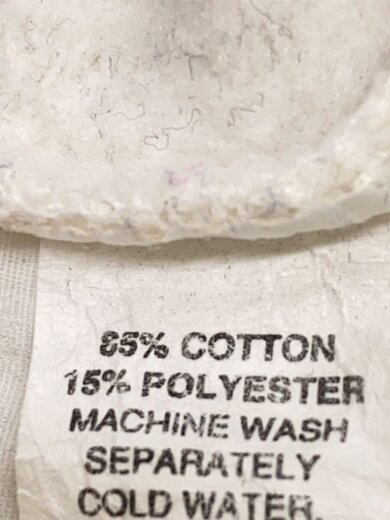 85% COTTON
15% POLYESTER
MACHINE WASH
SEPARATELY
COLD WATER.